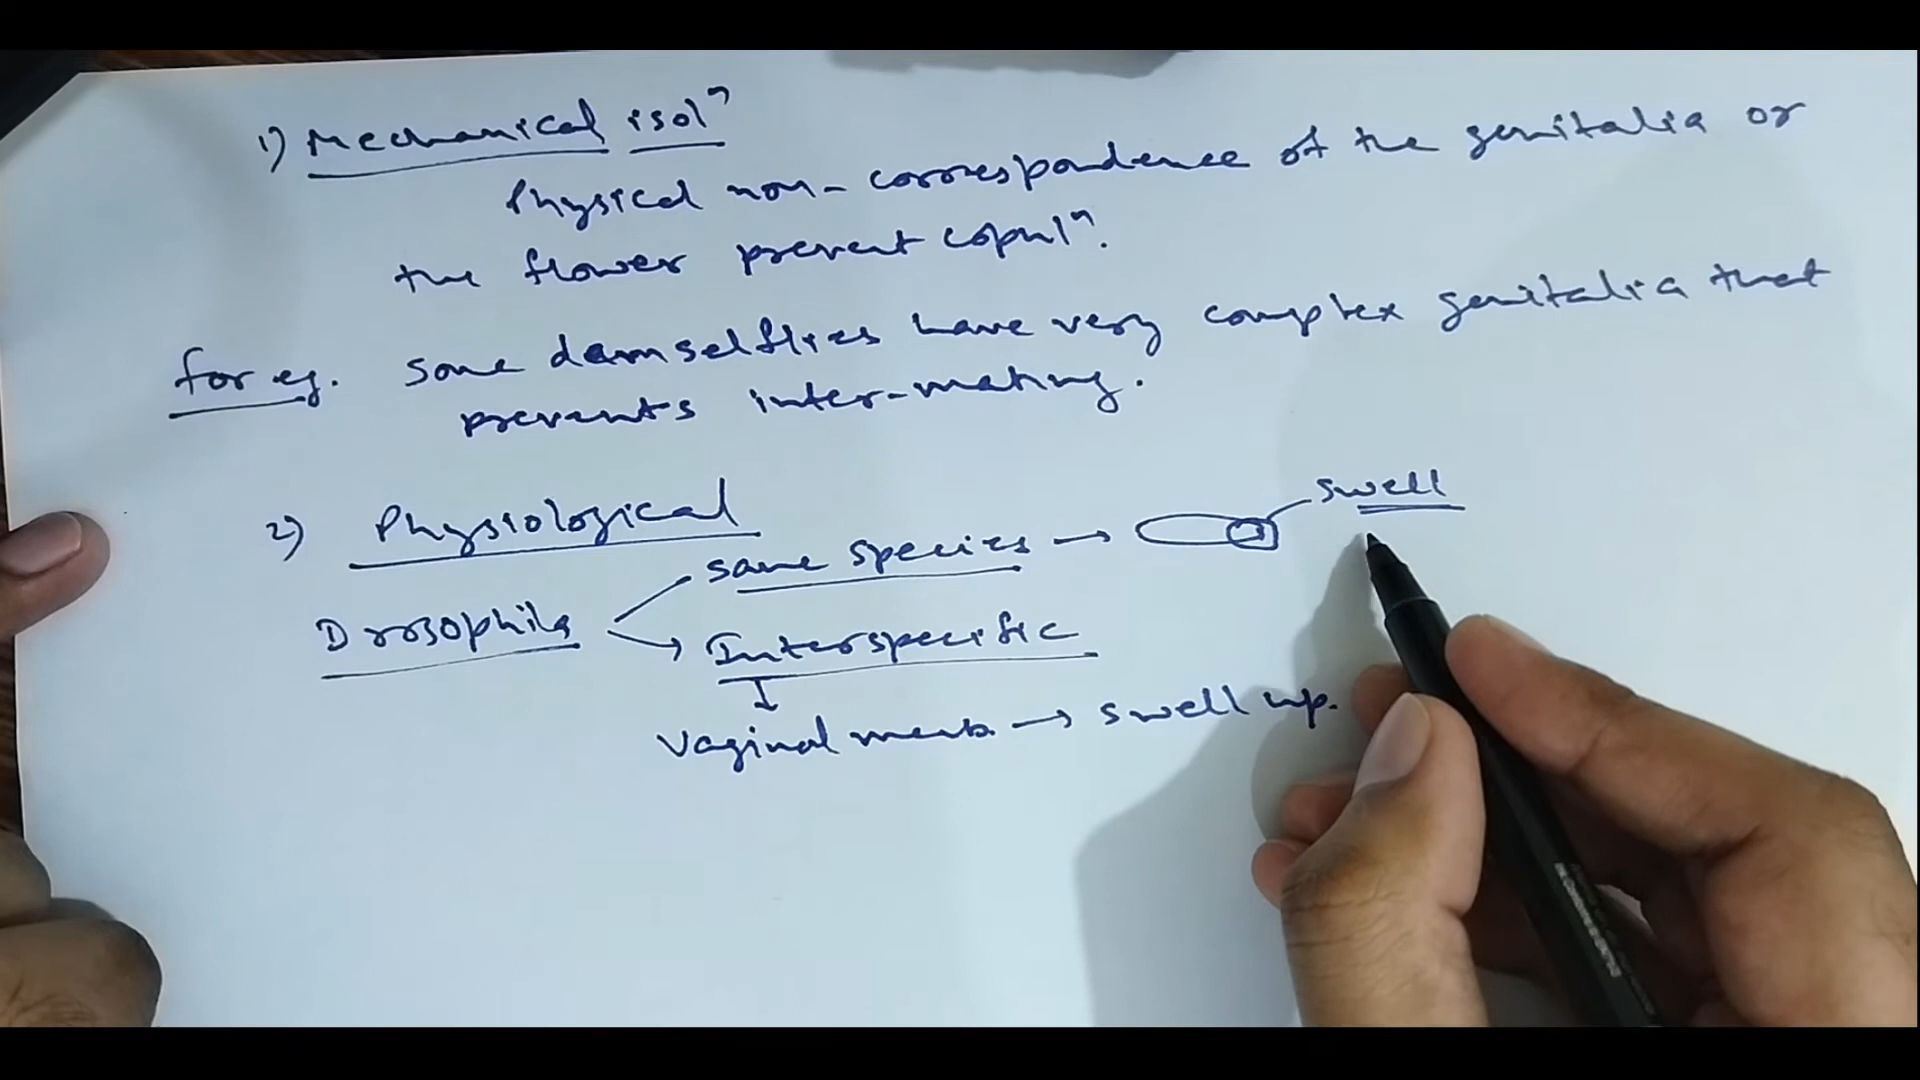 1) Mechanical isolⁿ
Physical non-correspondence of the genitalia or
the flower prevent copulⁿ.
for eg. Some damselflies have very complex genitalia that
prevents inter-mating.
2) Physiological
Drosophila
same species → swell
→ Interspecific
Vaginal memb. → swell up.